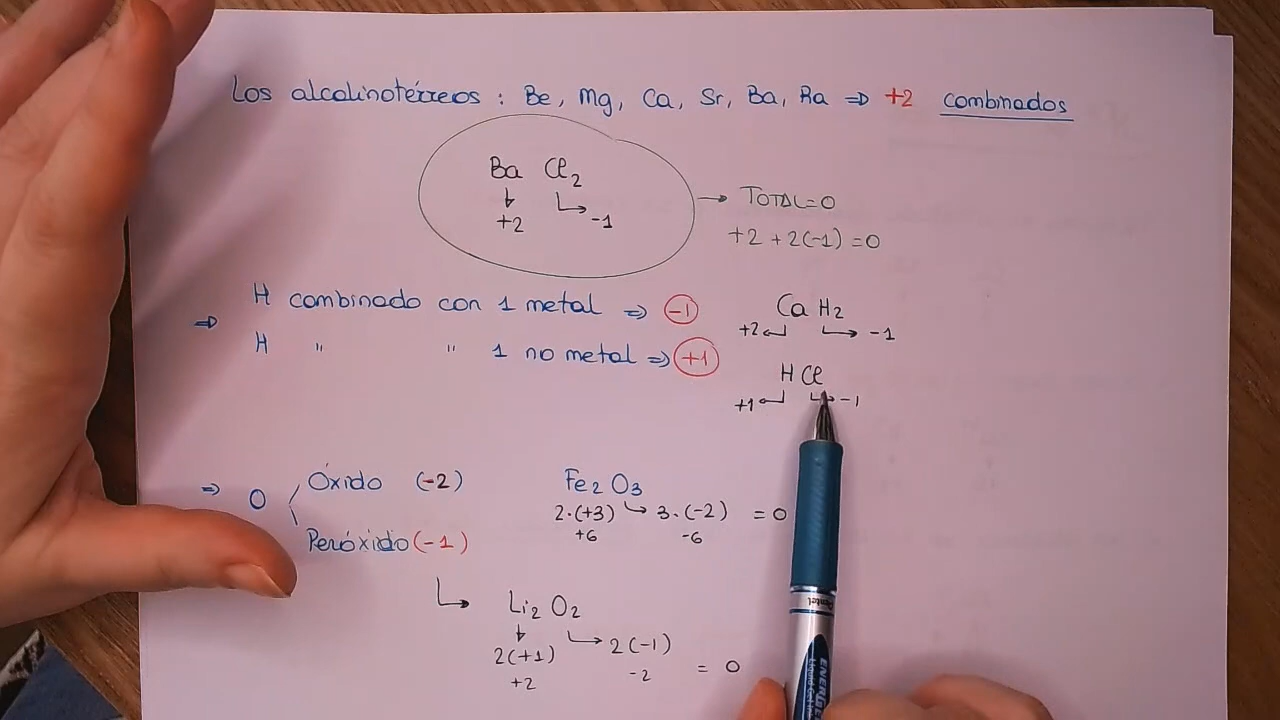 Los alcalinotérreos : Be, Mg, Ca, Sr, Ba, Ra ⇒ +2 combinados
Ba Cl₂
↓ ↳ -1
+2
→ TOTAL=0
+2 + 2(-1) = 0
⇒ H combinado con 1 metal ⇒ -1
H " " 1 no metal ⇒ +1
Ca H₂
+2 ↲ ↳ -1
H Cl
+1 ↲ ↳ -1
⇒ O
Óxido (-2)
Peróxido (-1)
Fe₂ O₃
2·(+3) ↳ 3·(-2) = 0
+6 -6
↳ Li₂ O₂
↓ ↳ 2(-1)
2(+1)
+2 -2 = 0
Pentel
ENERGEL